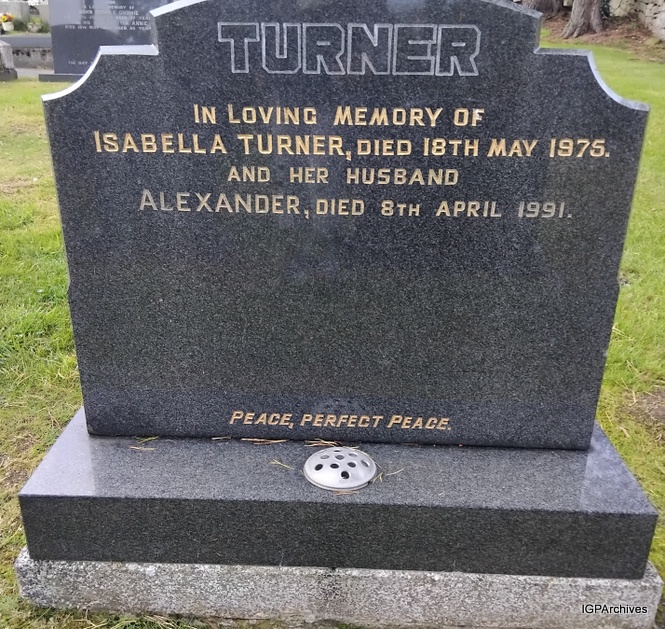 TURNER
IN LOVING MEMORY OF
ISABELLA TURNER, DIED 18TH MAY 1975.
AND HER HUSBAND
ALEXANDER, DIED 8TH APRIL 1991.
PEACE, PERFECT PEACE.
IGPArchives